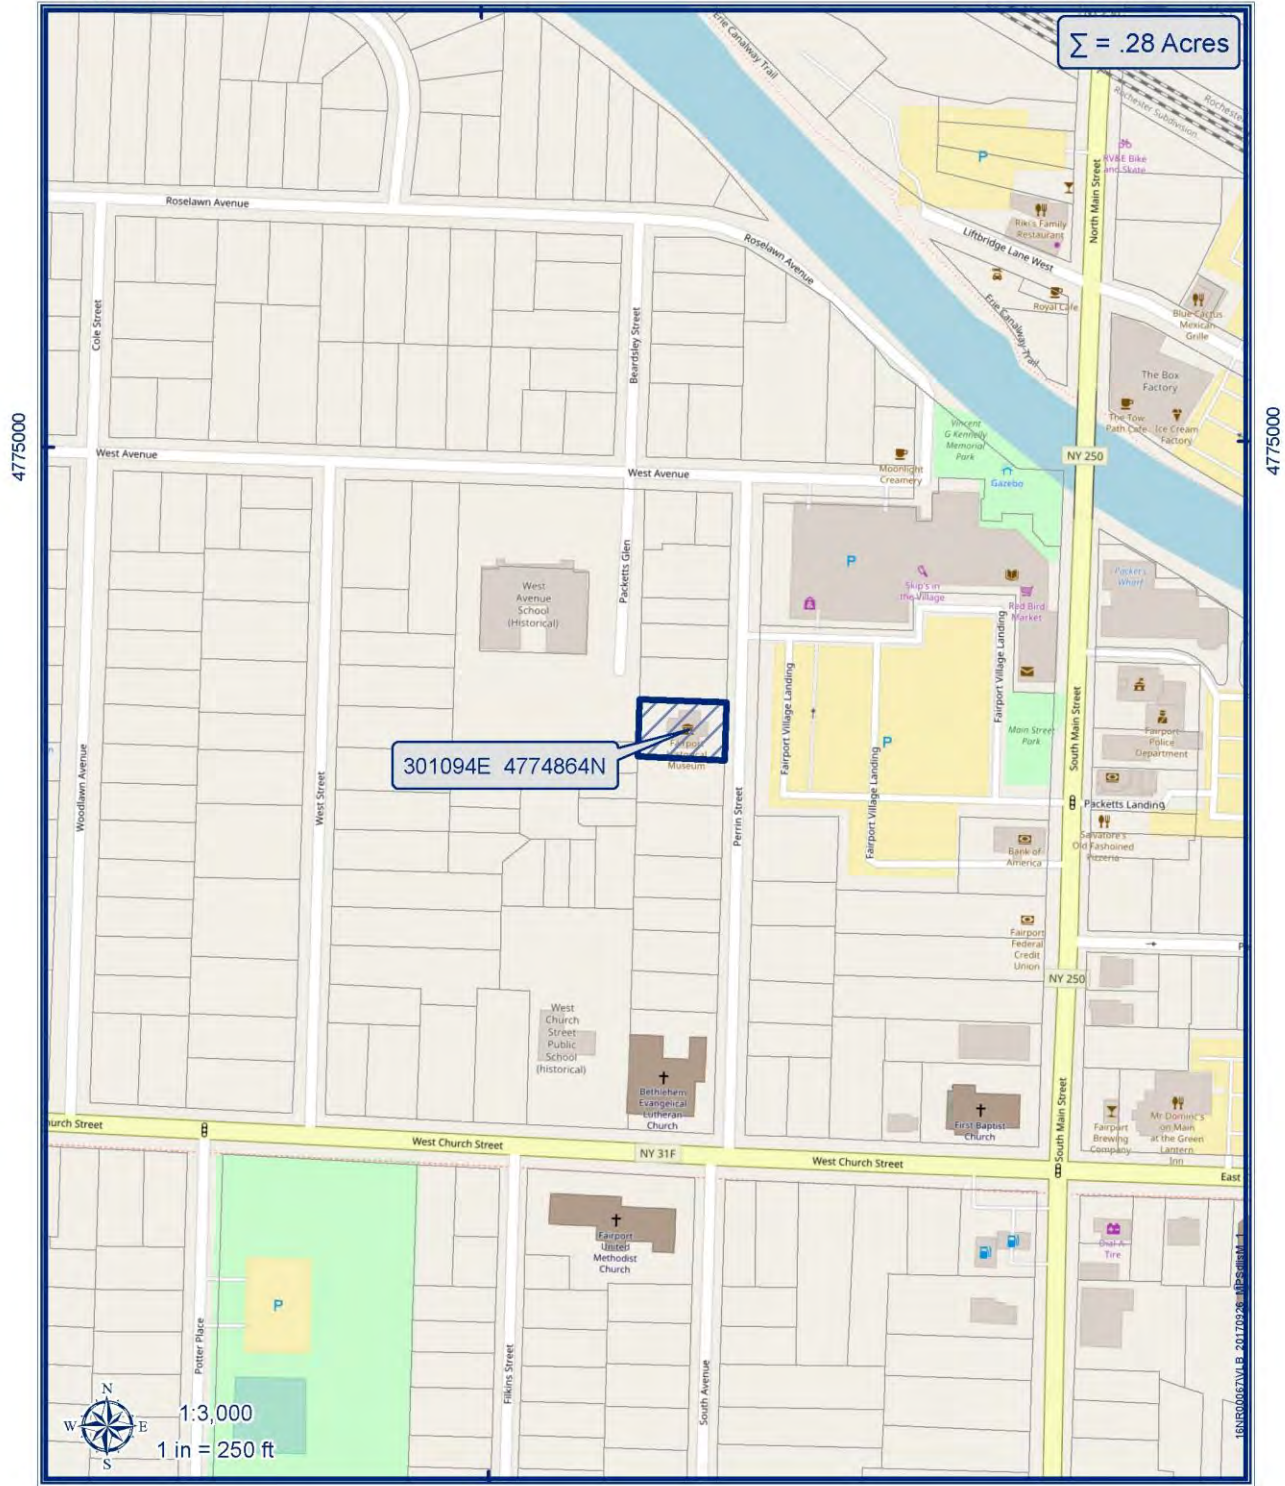 Σ = .28 Acres
Erie Canalway Trail
Rochester Subdivision
Rochester
RV&E Bike
and Skate
North Main Street
Riki's Family
Restaurant
Liftbridge Lane West
Roselawn Avenue
Roselawn Avenue
Cole Street
Beardsley Street
Royal Cafe
Erie Canalway Trail
Blue Cactus
Mexican
Grille
The Box
Factory
The Tow
Path Cafe
Ice Cream
Factory
4775000
4775000
Vincent
G Kennelly
Memorial
Park
Gazebo
NY 250
West Avenue
West Avenue
Moonlight
Creamery
P
P
West
Avenue
School
(Historical)
Packetts Glen
Skip's in
the Village
Red Bird
Market
Packer's
Wharf
Fairport Village Landing
Fairport Village Landing
Fairport Village Landing
South Main Street
Main Street
Park
Fairport
Police
Department
P
Fairport
Historical
Museum
301094E 4774864N
Woodlawn Avenue
West Street
Perrin Street
Packetts Landing
Bank of
America
Salvatore's
Old Fashoined
Pizzeria
Fairport
Federal
Credit
Union
NY 250
West
Church
Street
Public
School
(historical)
Bethlehem
Evangelical
Lutheran
Church
First Baptist
Church
South Main Street
Fairport
Brewing
Company
Mr Dominic's
on Main
at the Green
Lantern
Inn
urch Street
West Church Street
NY 31F
West Church Street
East
Fairport
United
Methodist
Church
Dial A
Tire
P
Potter Place
Filkins Street
South Avenue
N
W
E
S
1:3,000
1 in = 250 ft
16NR00067\VLB_20170926_MPSdllsM_1